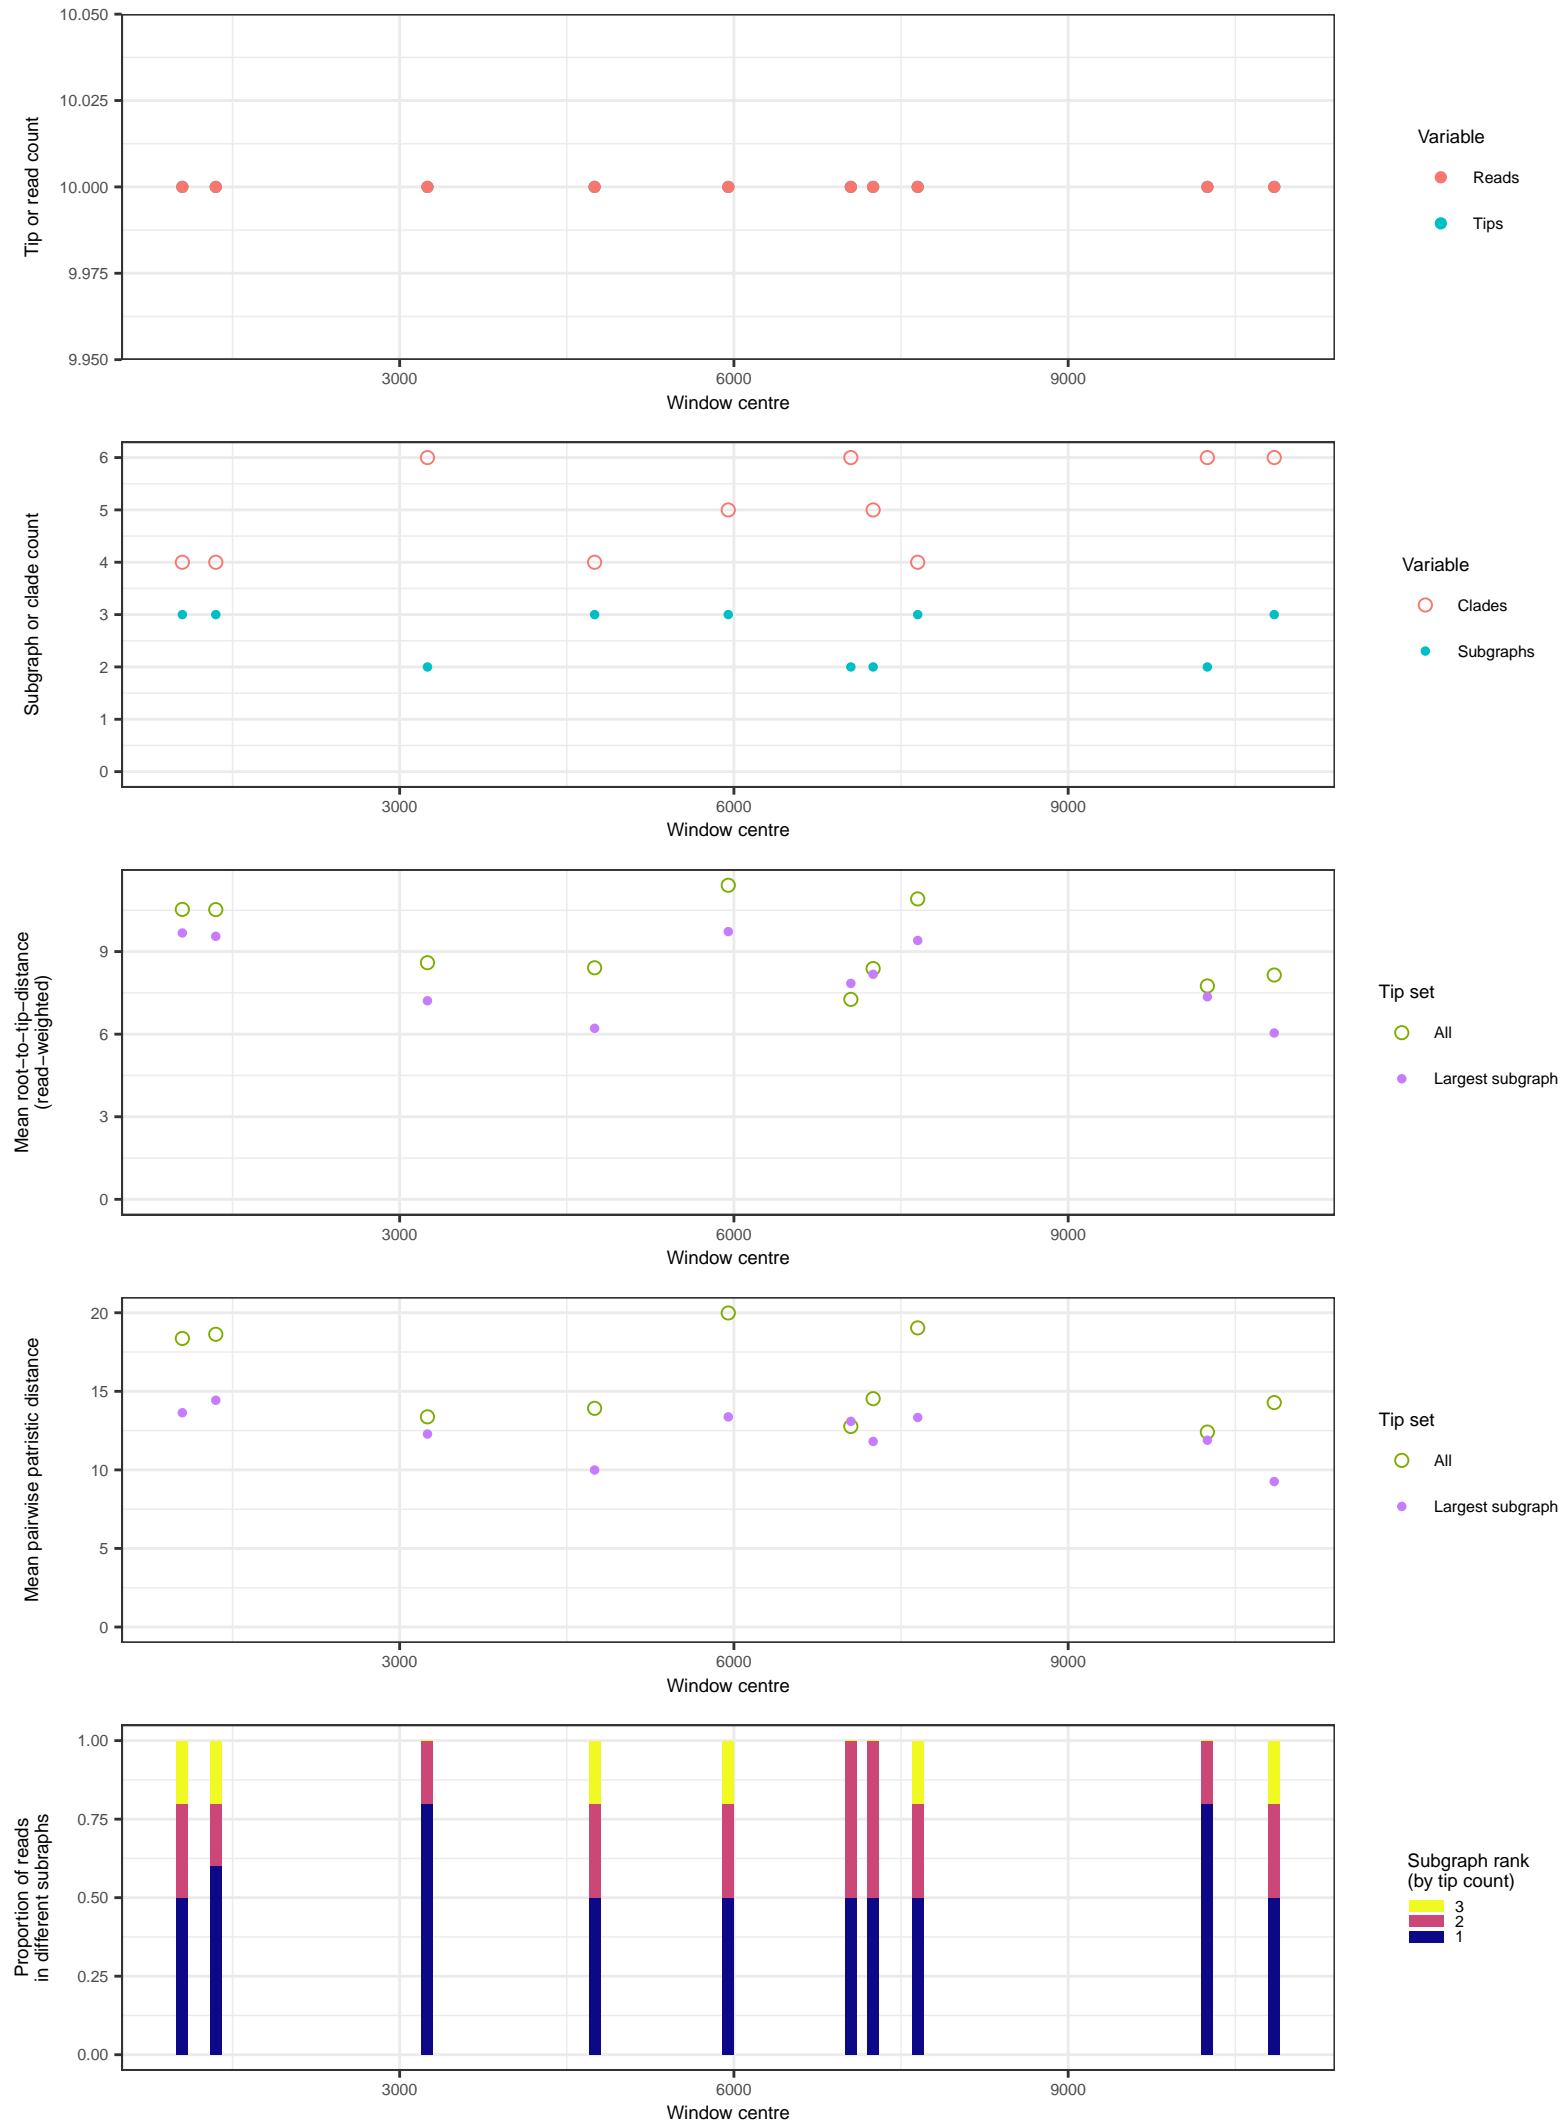 10.050
10.025
10.000
9.975
9.950
Tip or read count
3000
6000
9000
Window centre
Variable
Reads
Tips
6
5
4
3
2
1
0
Subgraph or clade count
3000
6000
9000
Window centre
Variable
Clades
Subgraphs
9
6
3
0
Mean root−to−tip−distance
(read−weighted)
3000
6000
9000
Window centre
Tip set
All
Largest subgraph
20
15
10
5
0
Mean pairwise patristic distance
3000
6000
9000
Window centre
Tip set
All
Largest subgraph
1.00
0.75
0.50
0.25
0.00
Proportion of reads
in different subraphs
3000
6000
9000
Window centre
Subgraph rank
(by tip count)
3
2
1